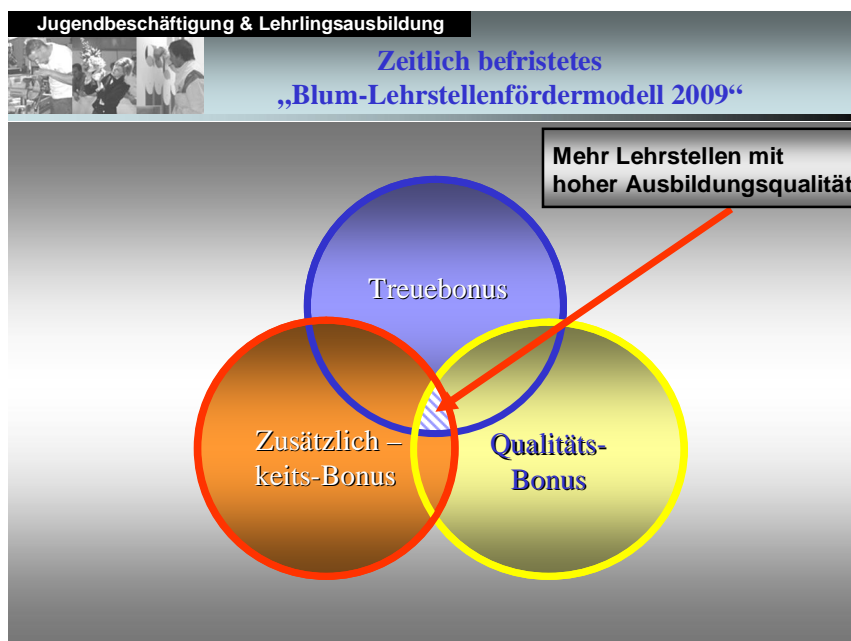 Jugendbeschäftigung & Lehrlingsausbildung
Zeitlich befristetes
„Blum-Lehrstellenfördermodell 2009“
Mehr Lehrstellen mit
hoher Ausbildungsqualität
Treuebonus
Zusätzlich –
keits-Bonus
Qualitäts-
Bonus